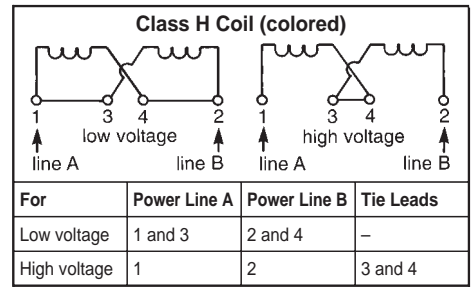 Class H Coil (colored)
1 3 4 2 1 3 4 2
low voltage high voltage
line A line B line A line B
For Power Line A Power Line B Tie Leads
Low voltage 1 and 3 2 and 4 –
High voltage 1 2 3 and 4